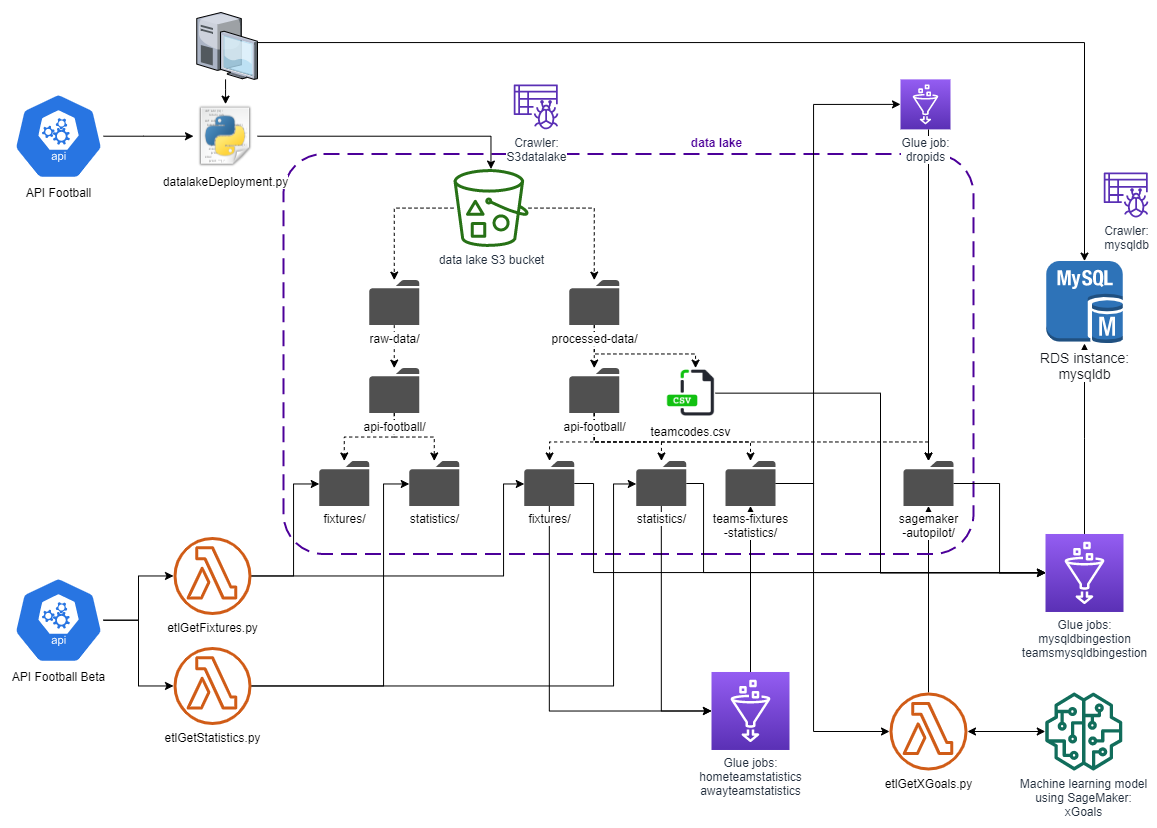 api
API Football
datalakeDeployment.py
Crawler:
S3datalake
data lake
Glue job:
dropids
Crawler:
mysqldb
MySQL
M
RDS instance:
mysqldb
data lake S3 bucket
raw-data/
processed-data/
api-football/
api-football/
CSV
teamcodes.csv
fixtures/
statistics/
fixtures/
statistics/
teams-fixtures
-statistics/
sagemaker
-autopilot/
api
API Football Beta
etlGetFixtures.py
etlGetStatistics.py
Glue jobs:
hometeamstatistics
awayteamstatistics
etlGetXGoals.py
Glue jobs:
mysqldbingestion
teamsmysqldbingestion
Machine learning model
using SageMaker:
xGoals